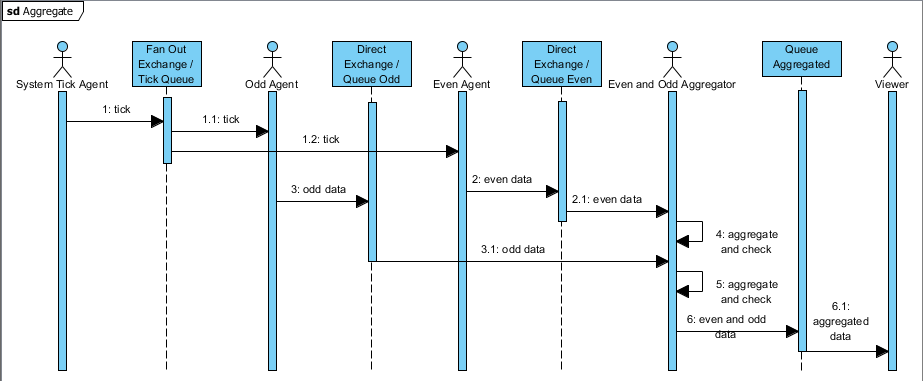 sd Aggregate
System Tick Agent
Fan Out
Exchange /
Tick Queue
Odd Agent
Direct
Exchange /
Queue Odd
Even Agent
Direct
Exchange /
Queue Even
Even and Odd Aggregator
Queue
Aggregated
Viewer
1: tick
1.1: tick
1.2: tick
2: even data
3: odd data
2.1: even data
4: aggregate
and check
3.1: odd data
5: aggregate
and check
6: even and odd
data
6.1:
aggregated
data